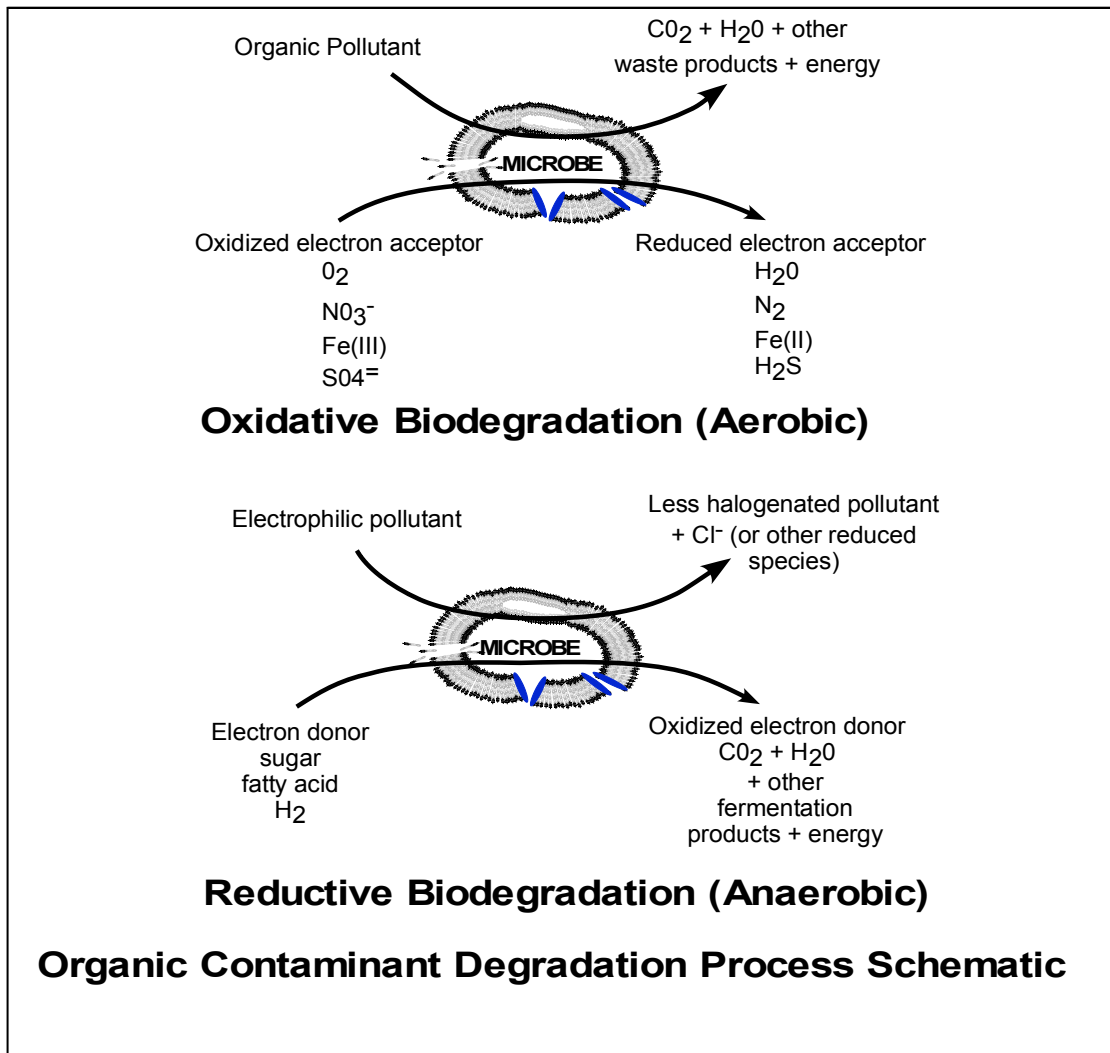 Organic Pollutant
C0₂ + H₂0 + other
waste products + energy
MICROBE
Oxidized electron acceptor
0₂
N0₃⁻
Fe(III)
S04⁼
Reduced electron acceptor
H₂0
N₂
Fe(II)
H₂S
Oxidative Biodegradation (Aerobic)
Electrophilic pollutant
Less halogenated pollutant
+ Cl⁻ (or other reduced
species)
MICROBE
Electron donor
sugar
fatty acid
H₂
Oxidized electron donor
C0₂ + H₂0
+ other
fermentation
products + energy
Reductive Biodegradation (Anaerobic)
Organic Contaminant Degradation Process Schematic